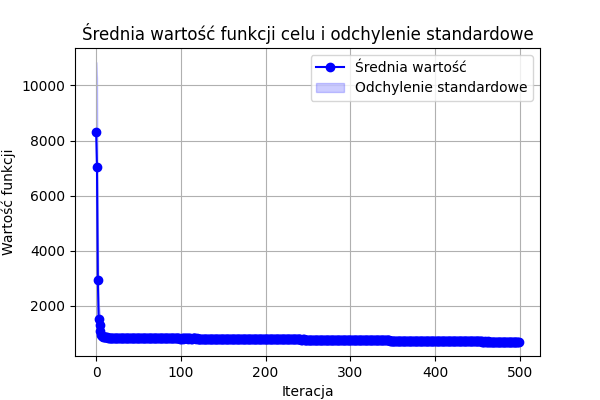 Średnia wartość funkcji celu i odchylenie standardowe
Średnia wartość
Odchylenie standardowe
Wartość funkcji
10000
8000
6000
4000
2000
0 100 200 300 400 500
Iteracja